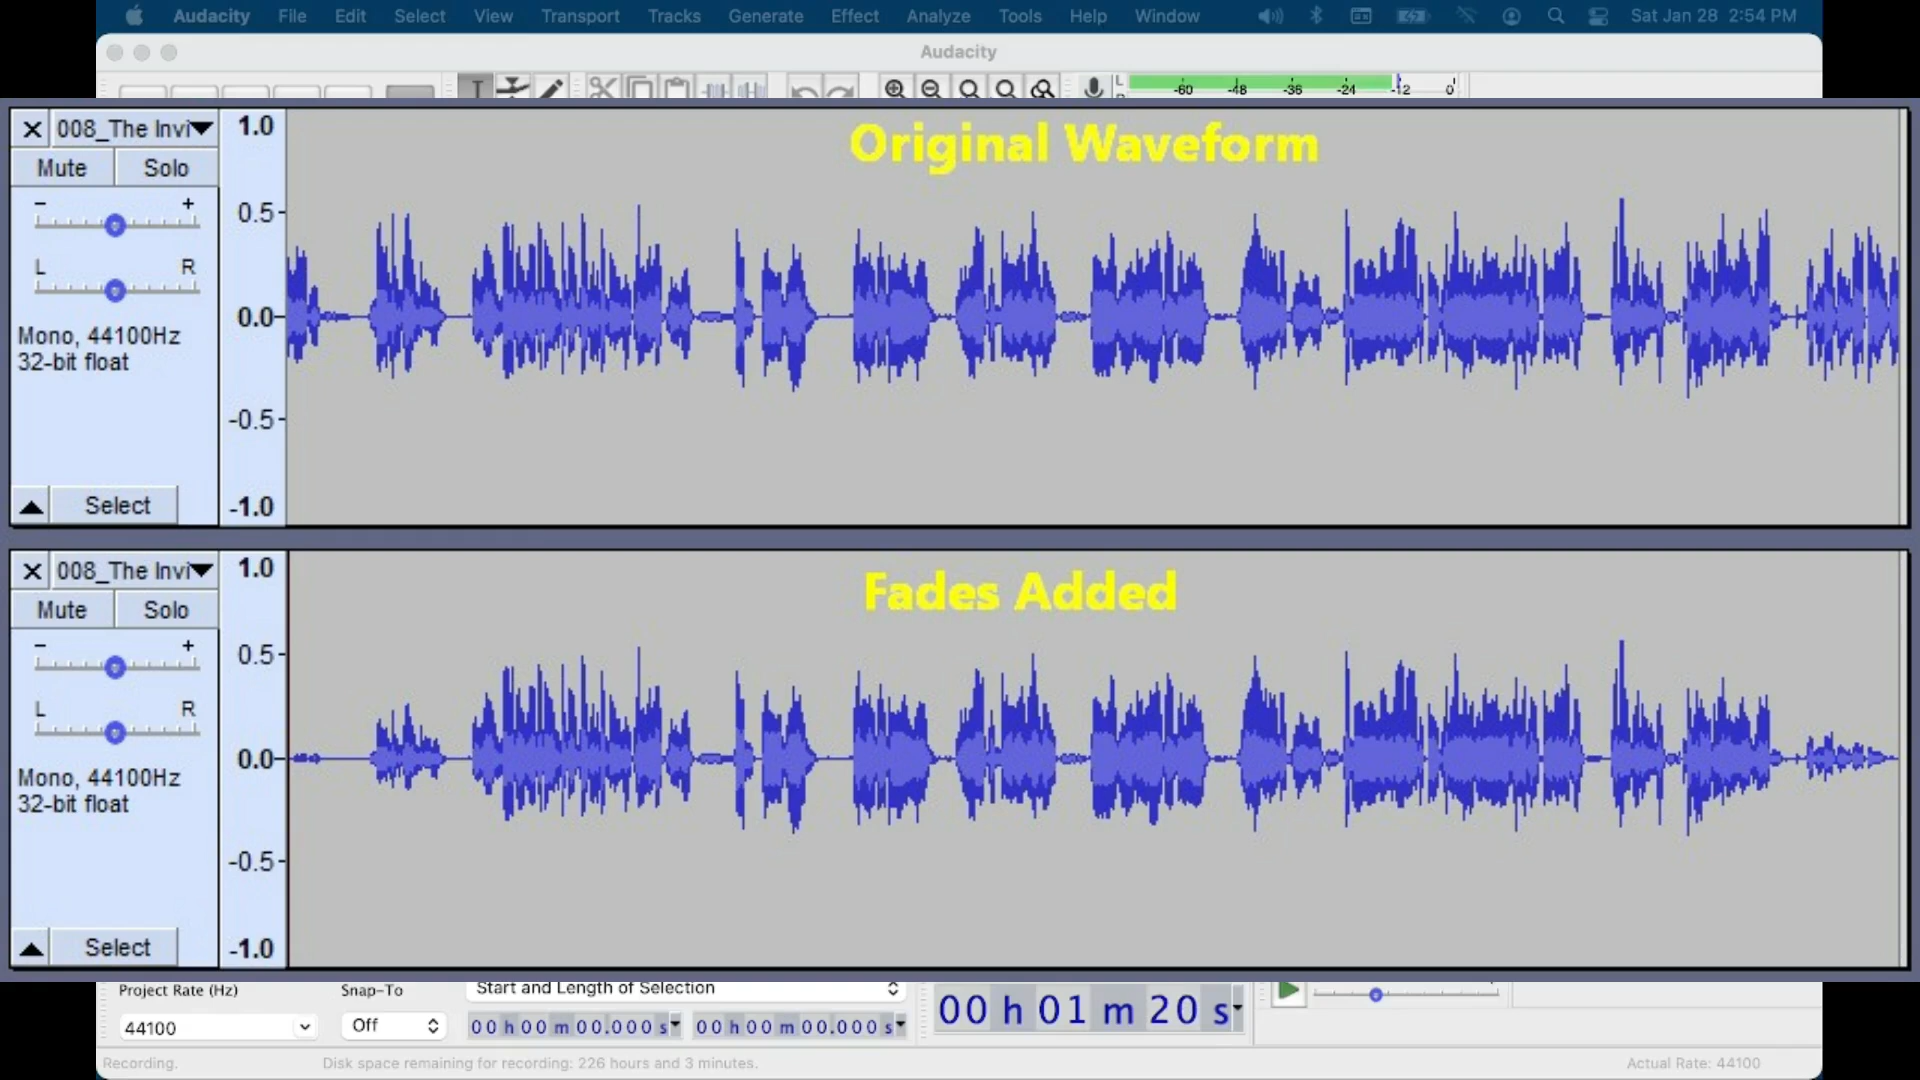 Audacity File Edit Select View Transport Tracks Generate Effect Analyze Tools Help Window Sat Jan 28 2:54 PM
Audacity
L -60 -48 -36 -24 -12 0
008_The Invi 1.0 Original Waveform
Mute Solo
- + 0.5
L R
0.0
Mono, 44100Hz
32-bit float
-0.5
Select -1.0
008_The Invi 1.0 Fades Added
Mute Solo
- + 0.5
L R
0.0
Mono, 44100Hz
32-bit float
-0.5
Select -1.0
Project Rate (Hz) Snap-To Start and Length of Selection
44100 Off 00 h 00 m 00.000 s 00 h 00 m 00.000 s 00 h 01 m 20 s
Recording. Disk space remaining for recording: 226 hours and 3 minutes. Actual Rate: 44100